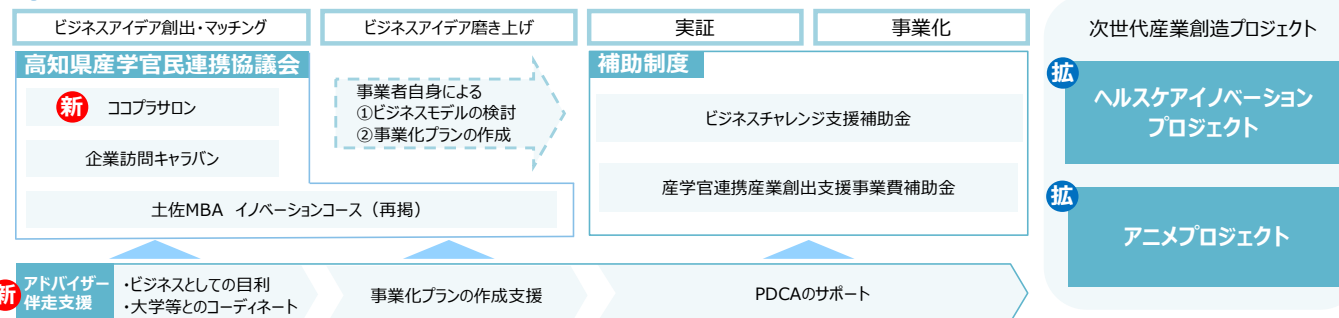 ビジネスアイデア創出・マッチング
ビジネスアイデア磨き上げ
実証
事業化
高知県産学官民連携協議会
新 ココプラサロン
企業訪問キャラバン
土佐MBA イノベーションコース（再掲）
事業者自身による
①ビジネスモデルの検討
②事業化プランの作成
補助制度
ビジネスチャレンジ支援補助金
産学官連携産業創出支援事業費補助金
新 アドバイザー
伴走支援
・ビジネスとしての目利
・大学等とのコーディネート
事業化プランの作成支援
PDCAのサポート
次世代産業創造プロジェクト
拡
ヘルスケアイノベーション
プロジェクト
拡
アニメプロジェクト